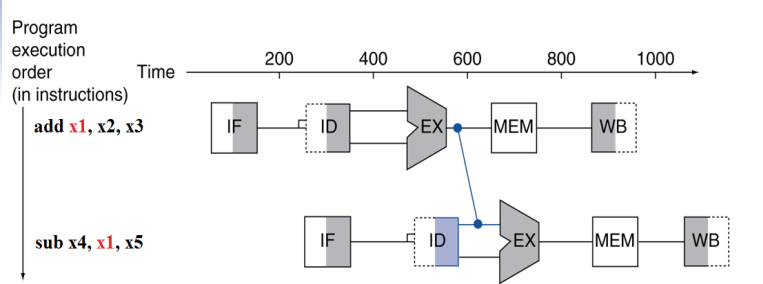 Program
execution
order
(in instructions)
Time
200 400 600 800 1000
add x1, x2, x3
IF ID EX MEM WB
sub x4, x1, x5
IF ID EX MEM WB